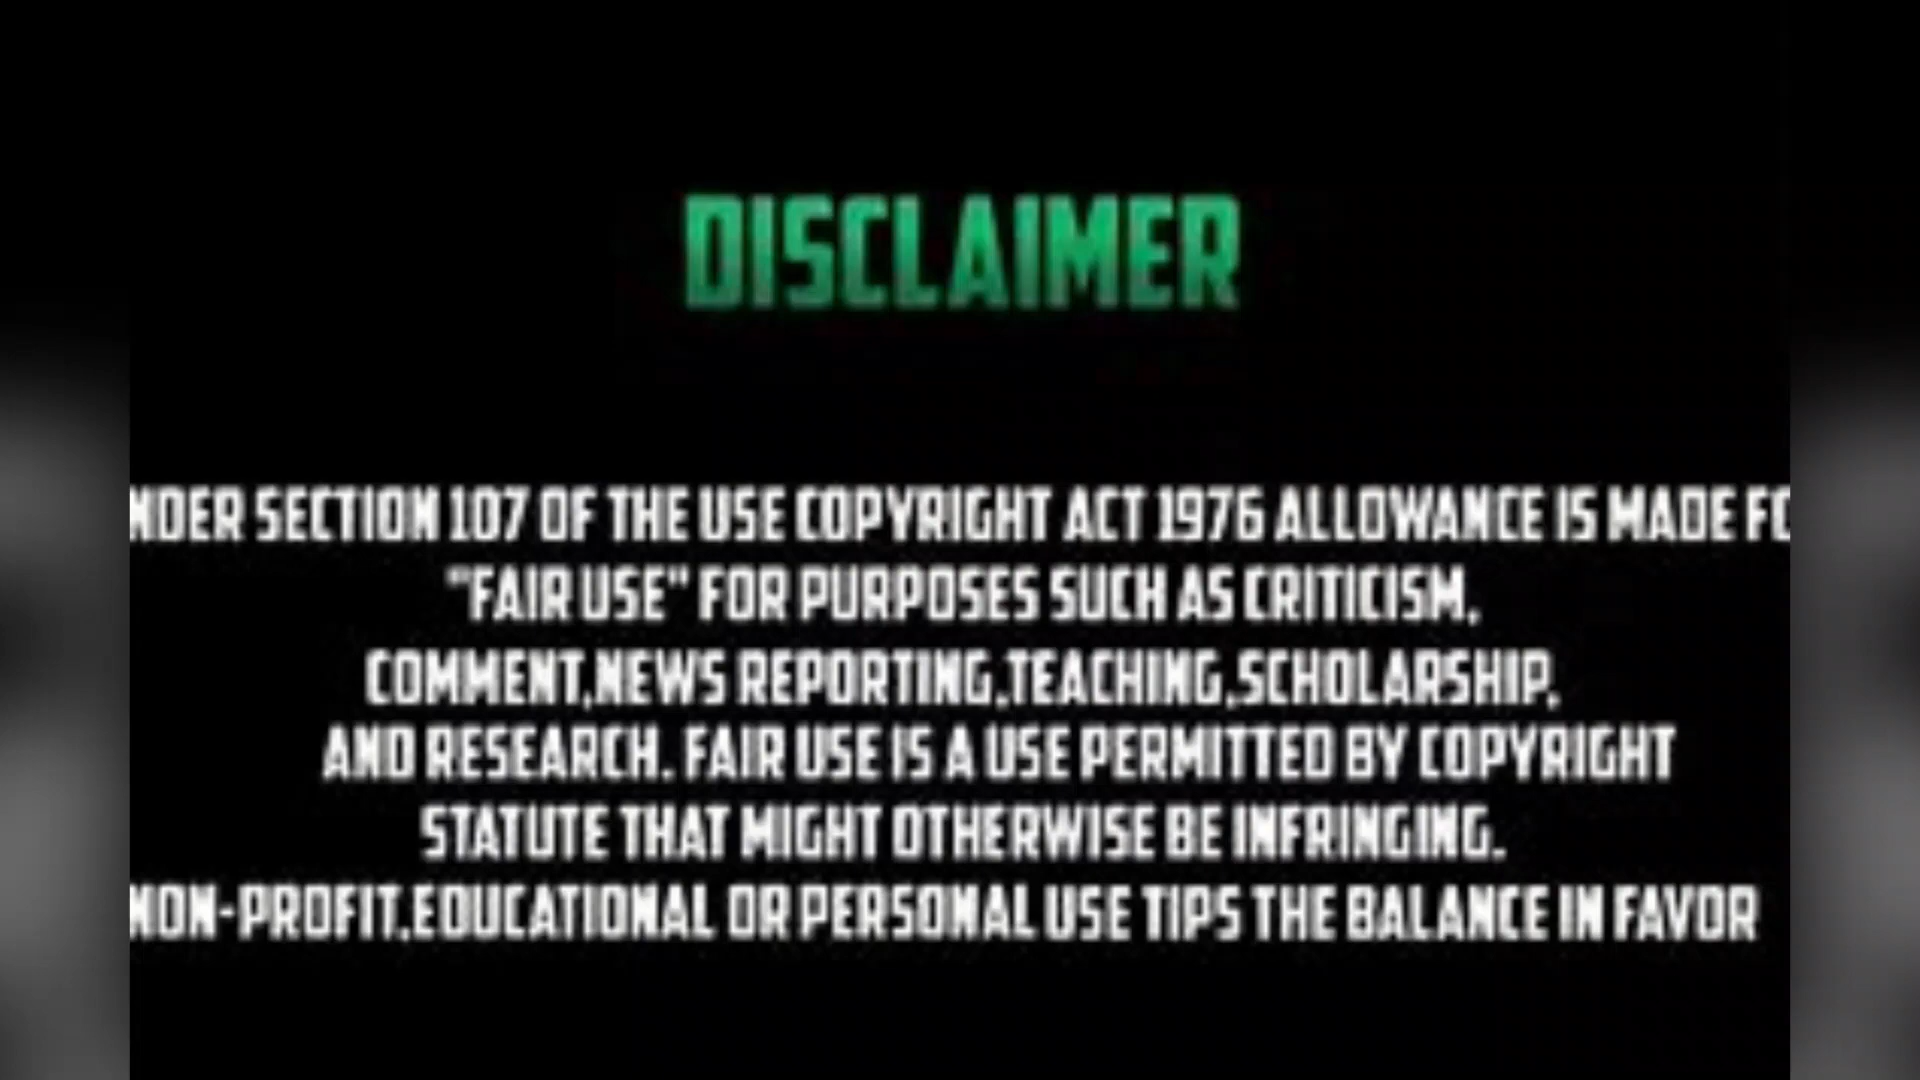 DISCLAIMER
NDER SECTION 107 OF THE USE COPYRIGHT ACT 1976 ALLOWANCE IS MADE FO
"FAIR USE" FOR PURPOSES SUCH AS CRITICISM,
COMMENT,NEWS REPORTING,TEACHING,SCHOLARSHIP,
AND RESEARCH. FAIR USE IS A USE PERMITTED BY COPYRIGHT
STATUTE THAT MIGHT OTHERWISE BE INFRINGING.
NON-PROFIT,EDUCATIONAL OR PERSONAL USE TIPS THE BALANCE IN FAVOR